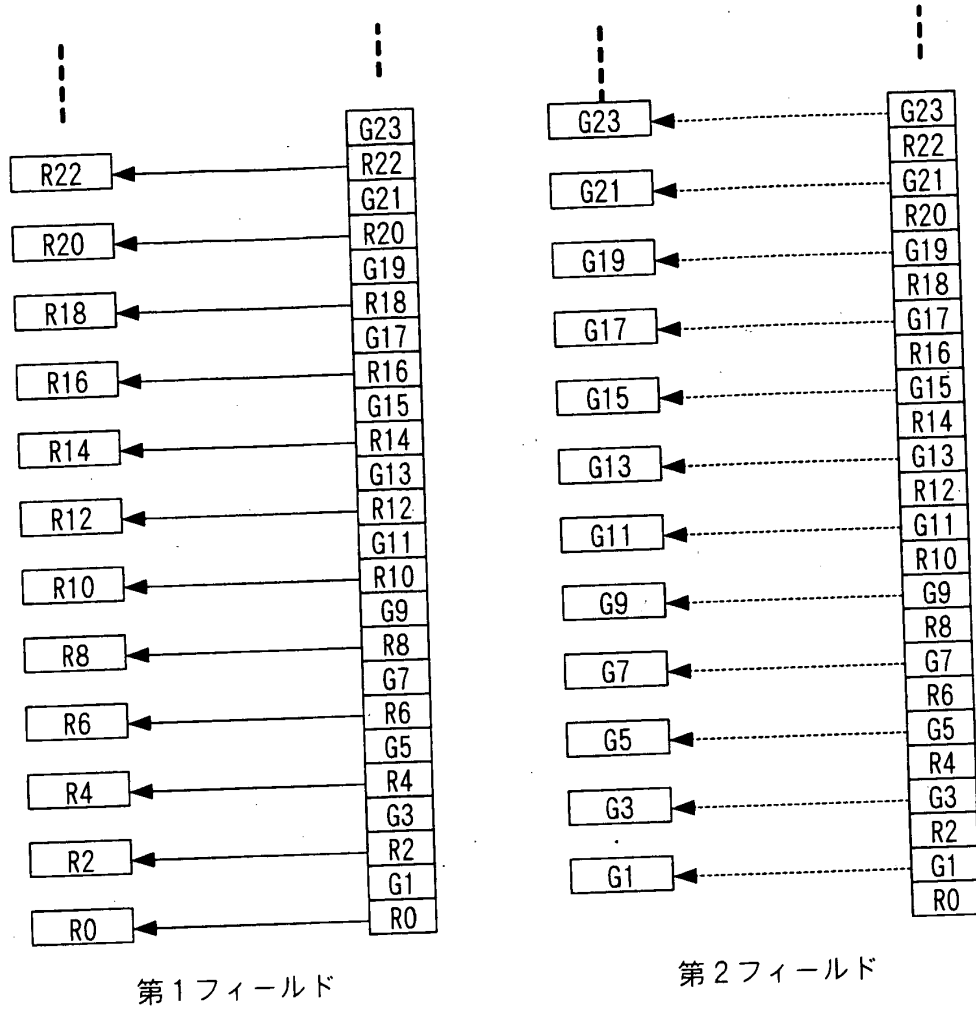 G23
R22
G21
R20
G19
R18
G17
R16
G15
R14
G13
R12
G11
R10
G9
R8
G7
R6
G5
R4
G3
R2
G1
R0
R22
R20
R18
R16
R14
R12
R10
R8
R6
R4
R2
R0
第1フィールド
G23
G21
G19
G17
G15
G13
G11
G9
G7
G5
G3
G1
G23
R22
G21
R20
G19
R18
G17
R16
G15
R14
G13
R12
G11
R10
G9
R8
G7
R6
G5
R4
G3
R2
G1
R0
第2フィールド